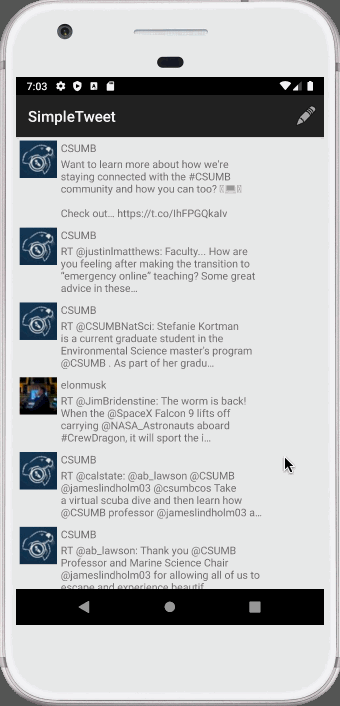 7:03
SimpleTweet
CSUMB
Want to learn more about how we're
staying connected with the #CSUMB
community and how you can too?
Check out… https://t.co/IhFPGQkaIv
CSUMB
RT @justinlmatthews: Faculty... How are
you feeling after making the transition to
“emergency online” teaching? Some great
advice in these…
CSUMB
RT @CSUMBNatSci: Stefanie Kortman
is a current graduate student in the
Environmental Science master's program
@CSUMB . As part of her gradu…
elonmusk
RT @JimBridenstine: The worm is back!
When the @SpaceX Falcon 9 lifts off
carrying @NASA_Astronauts aboard
#CrewDragon, it will sport the i…
CSUMB
RT @calstate: @ab_lawson @CSUMB
@jameslindholm03 @csumbcos Take
a virtual scuba dive and then learn how
@CSUMB professor @jameslindholm03 a…
CSUMB
RT @ab_lawson: Thank you @CSUMB
Professor and Marine Science Chair
@jameslindholm03 for allowing all of us to
escape and experience beautif…